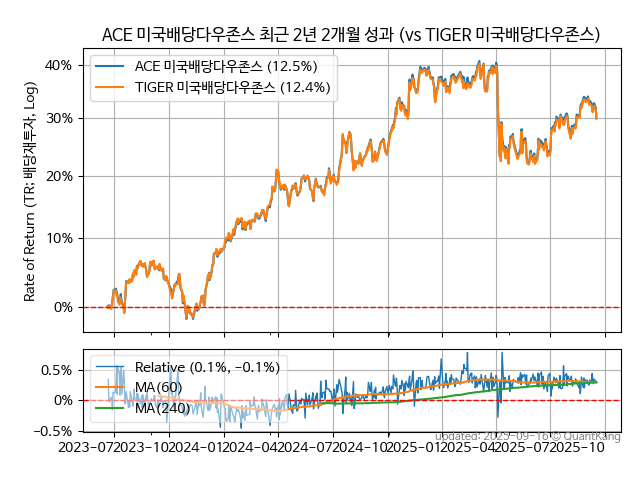 ACE 미국배당다우존스 최근 2년 2개월 성과 (vs TIGER 미국배당다우존스)
ACE 미국배당다우존스 (12.5%)
TIGER 미국배당다우존스 (12.4%)
Rate of Return (TR: 배당재투자, Log)
40%
30%
20%
10%
0%
Relative (0.1%, −0.1%)
MA(60)
MA(240)
0.5%
0.0%
−0.5%
2023−07
2023−10
2024−01
2024−04
2024−07
2024−10
2025−01
2025−04
2025−07
2025−10
updated: 2025-09-16 © QuantKang